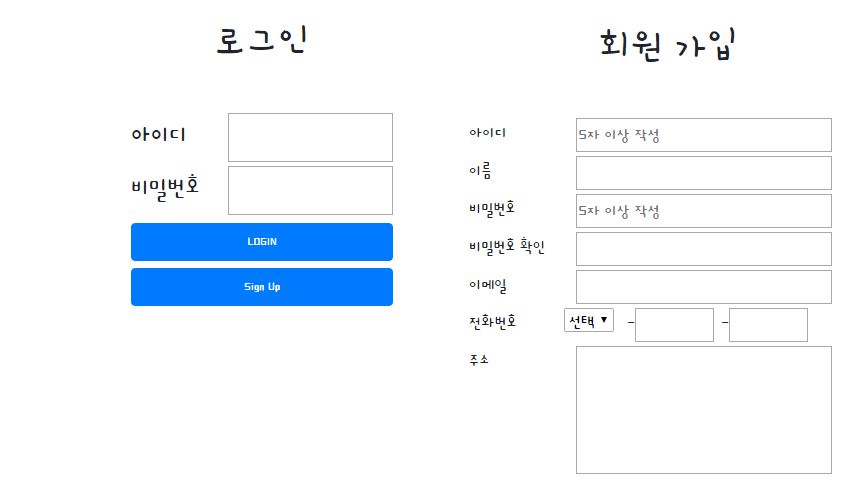 로그인
아이디
비밀번호
LOGIN
Sign Up
회원 가입
아이디 5자 이상 작성
이름
비밀번호 5자 이상 작성
비밀번호 확인
이메일
전화번호 선택 ▼ - -
주소